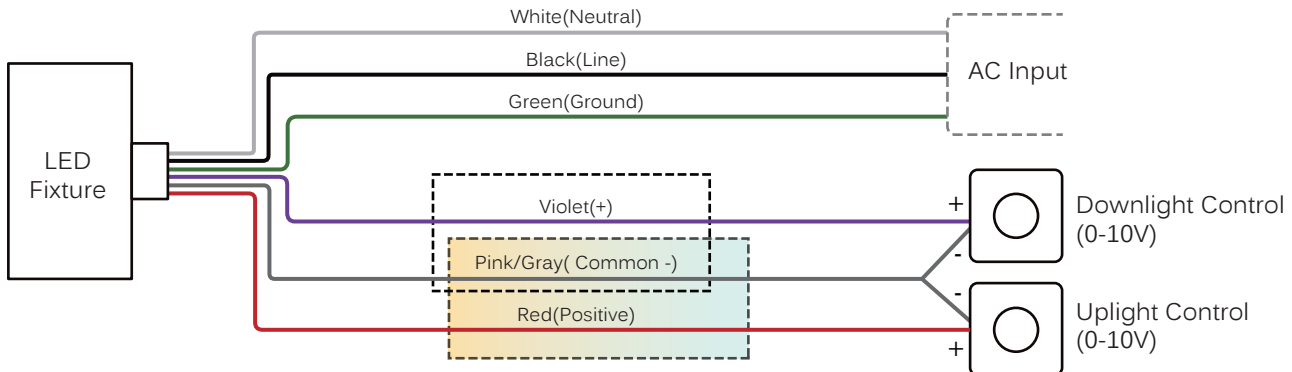 White(Neutral)
Black(Line)
AC Input
Green(Ground)
LED
Fixture
Violet(+)
+
Downlight Control
(0-10V)
-
Pink/Gray( Common -)
-
Red(Positive)
Uplight Control
(0-10V)
+